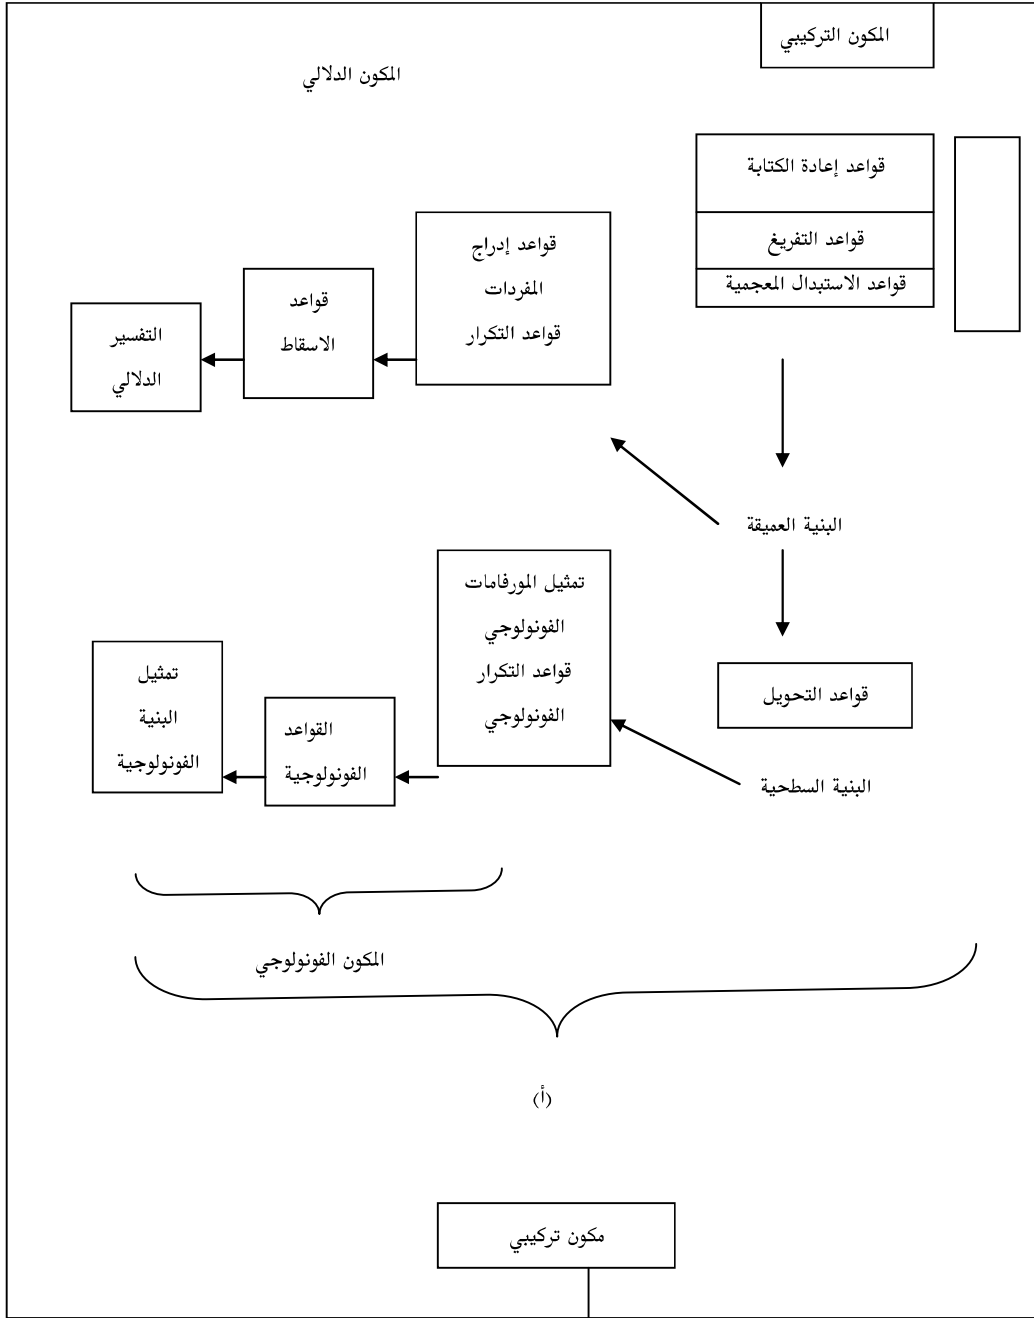 المكون التركيبي
المكون الدلالي
قواعد إعادة الكتابة
قواعد التفريغ
قواعد الاستبدال المعجمية
قواعد إدراج
المفردات
قواعد التكرار
قواعد
الاسقاط
التفسير
الدلالي
البنية العميقة
تمثيل المورفامات
الفونولوجي
قواعد التكرار
الفونولوجي
قواعد التحويل
تمثيل
البنية
الفونولوجية
القواعد
الفونولوجية
البنية السطحية
المكون الفونولوجي
(أ)
مكون تركيبي